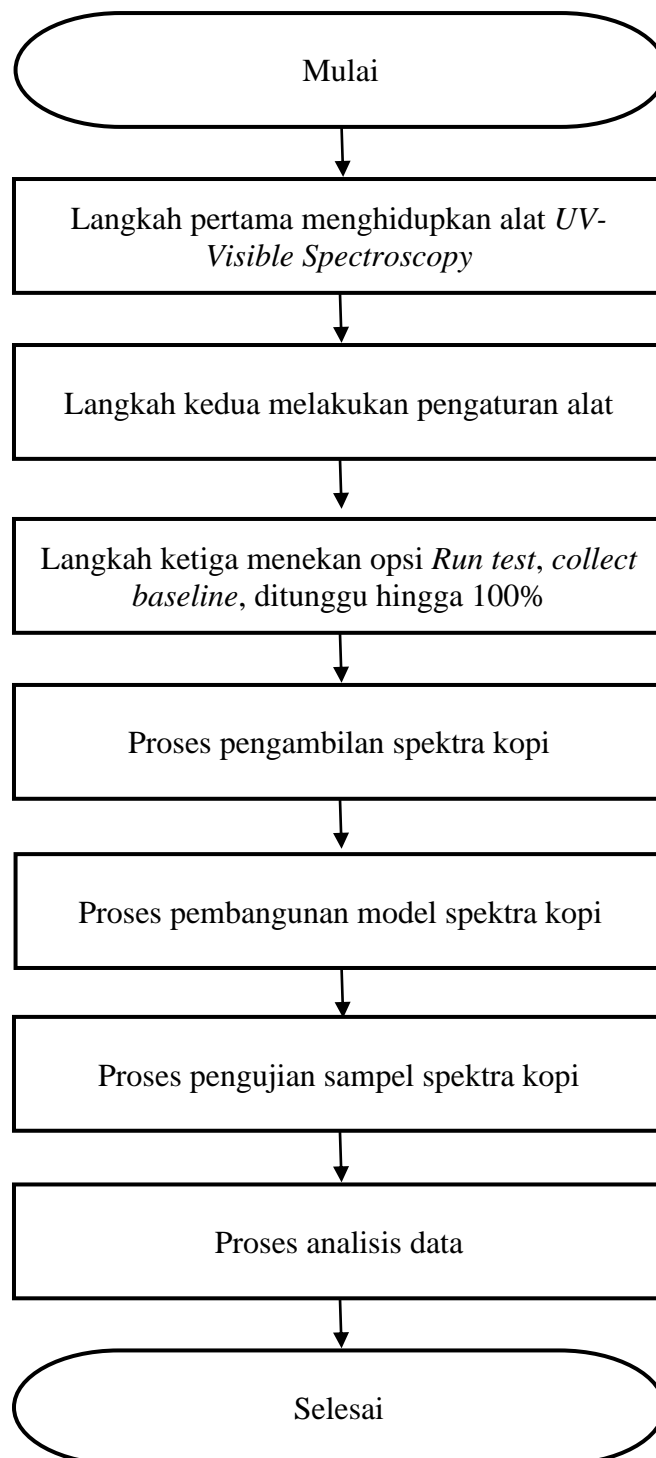 Mulai
Langkah pertama menghidupkan alat UV-
Visible Spectroscopy
Langkah kedua melakukan pengaturan alat
Langkah ketiga menekan opsi Run test, collect
baseline, ditunggu hingga 100%
Proses pengambilan spektra kopi
Proses pembangunan model spektra kopi
Proses pengujian sampel spektra kopi
Proses analisis data
Selesai